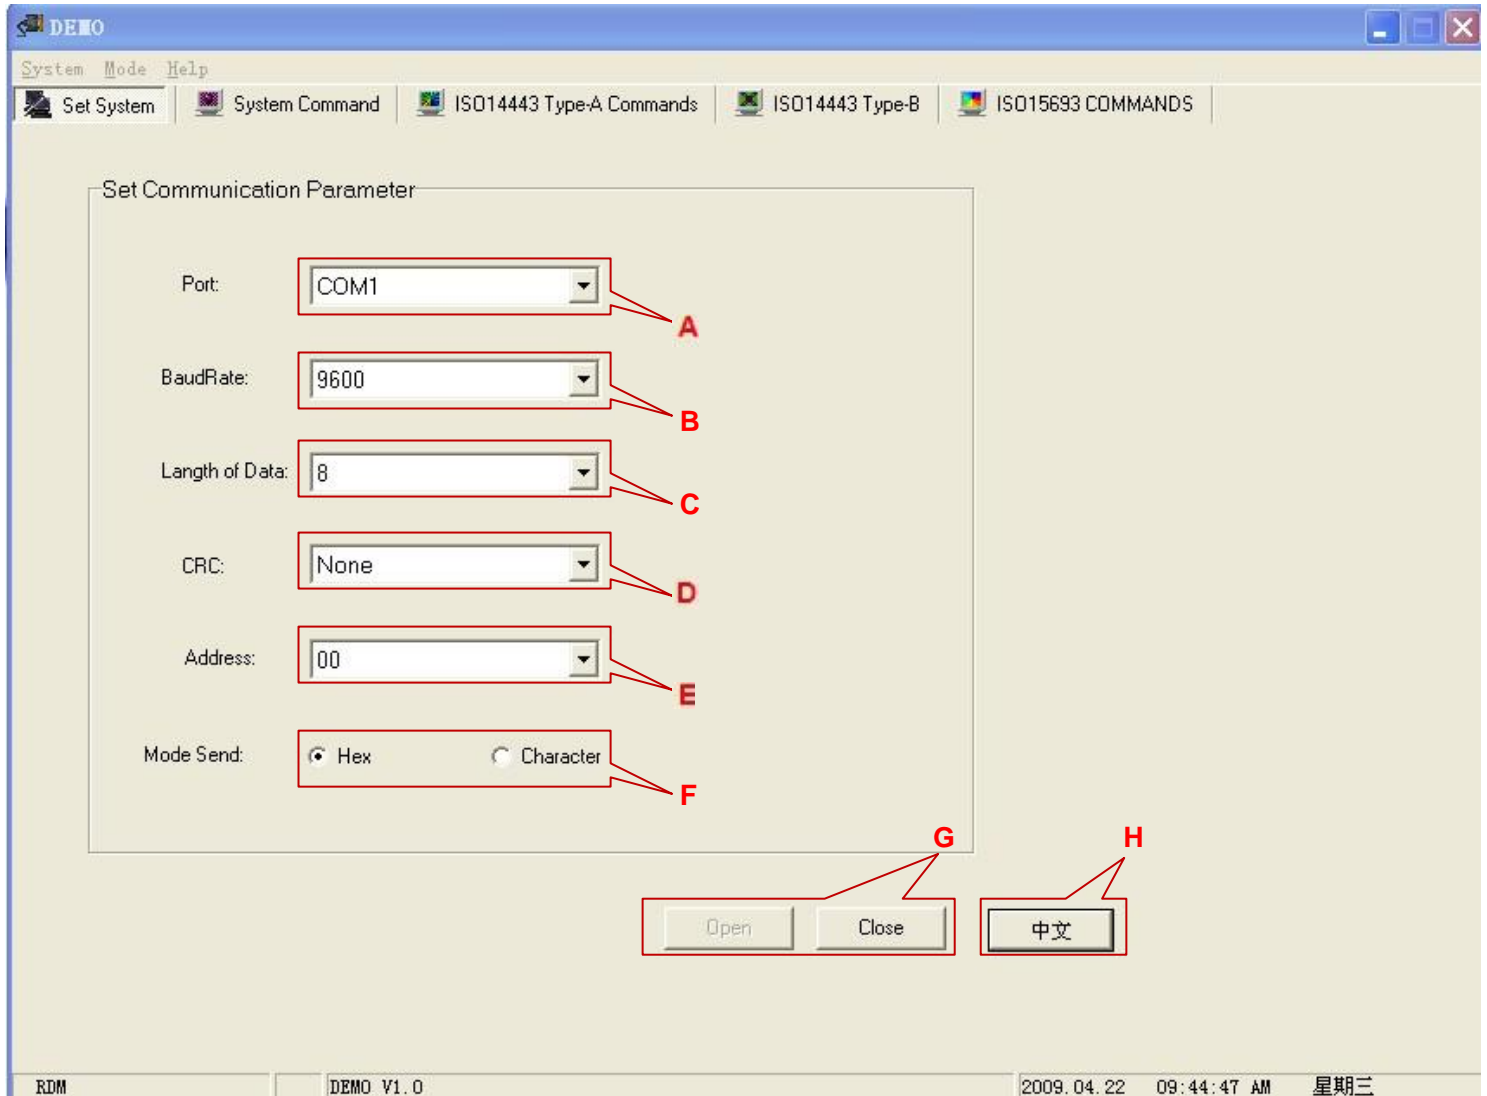 DEMO
System Mode Help
Set System System Command ISO14443 Type-A Commands ISO14443 Type-B ISO15693 COMMANDS
Set Communication Parameter
Port: COM1
A
BaudRate: 9600
B
Langth of Data: 8
C
CRC: None
D
Address: 00
E
Mode Send: Hex Character
F
G H
Open Close 中文
RDM DEMO V1.0 2009.04.22 09:44:47 AM 星期三